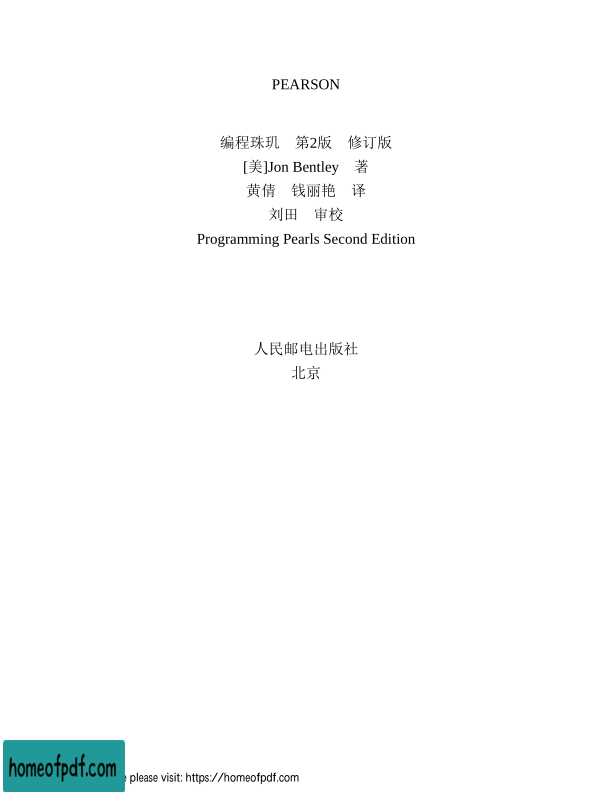 PEARSON
编程珠玑　第2版　修订版
[美]Jon Bentley　著
黄倩　钱丽艳　译
刘田　审校
Programming Pearls Second Edition
人民邮电出版社
北京
homeofpdf.com
please visit: https://homeofpdf.com